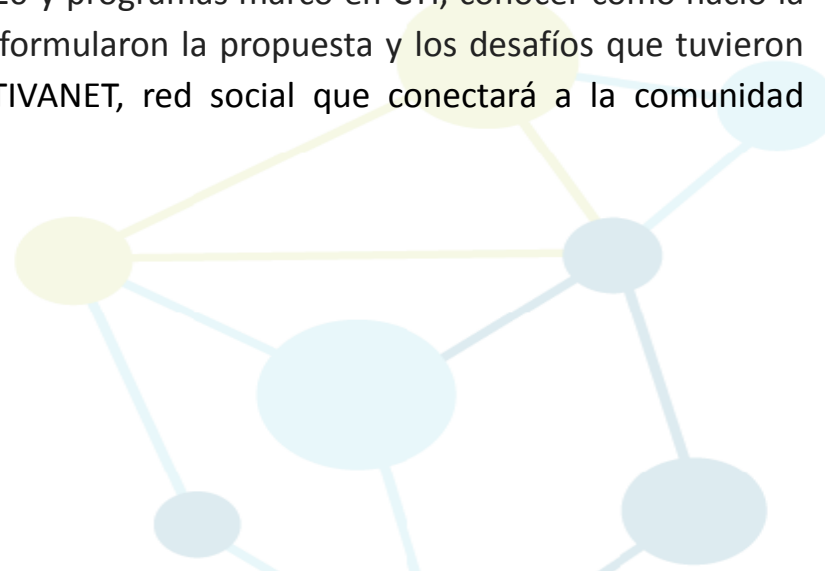 y programas marco en CTI, conocer cómo nació la
formularon la propuesta y los desafíos que tuvieron
TIVANET, red social que conectará a la comunidad